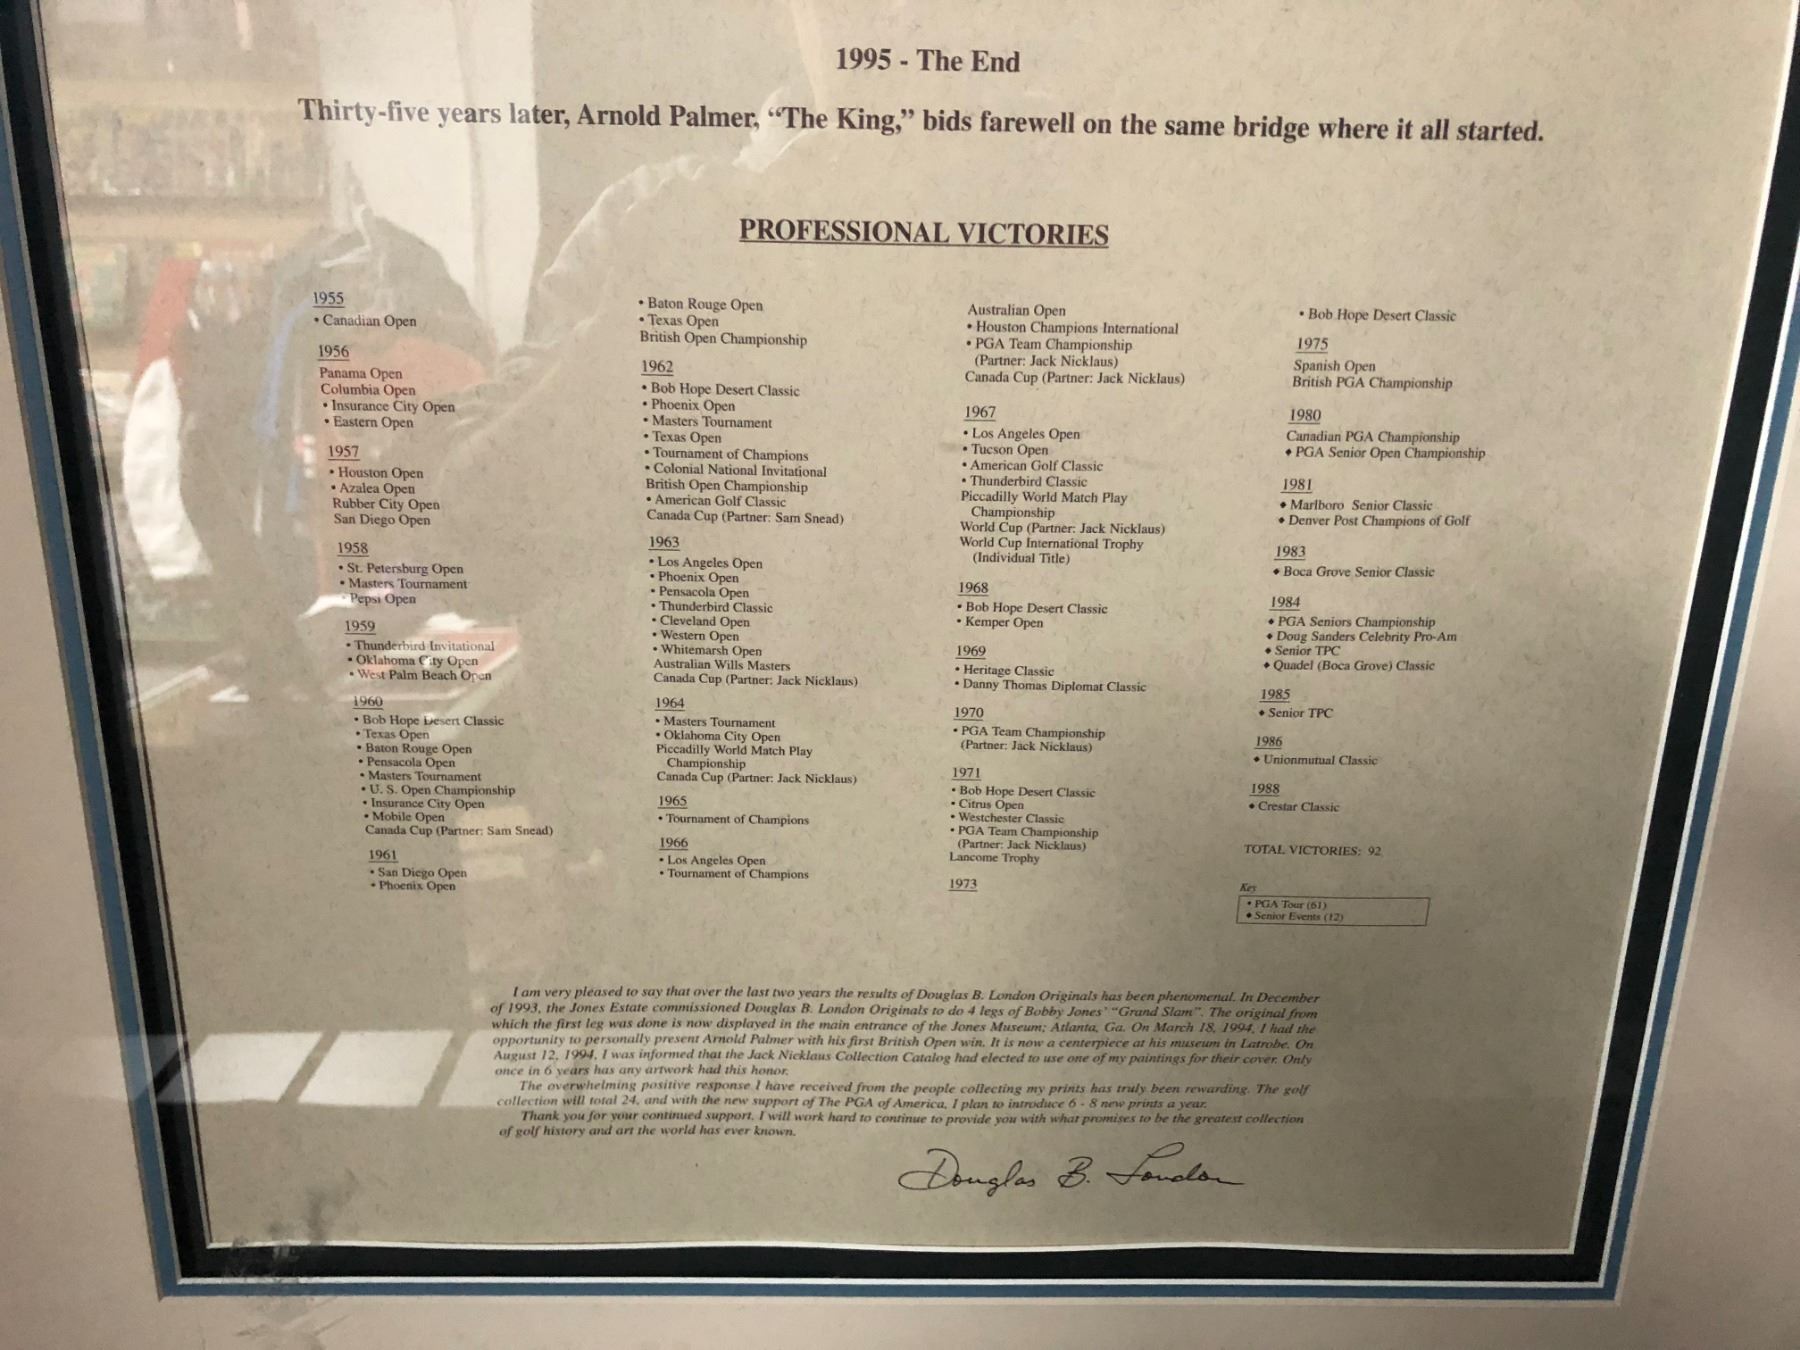 1995 - The End
Thirty-five years later, Arnold Palmer, “The King,” bids farewell on the same bridge where it all started.
PROFESSIONAL VICTORIES
1955
• Canadian Open
1956
Panama Open
Columbia Open
• Insurance City Open
• Eastern Open
1957
• Houston Open
• Azalea Open
Rubber City Open
San Diego Open
1958
• St. Petersburg Open
• Masters Tournament
• Pepsi Open
1959
• Thunderbird Invitational
• Oklahoma City Open
• West Palm Beach Open
1960
• Bob Hope Desert Classic
• Texas Open
• Baton Rouge Open
• Pensacola Open
• Masters Tournament
• U. S. Open Championship
• Insurance City Open
• Mobile Open
Canada Cup (Partner: Sam Snead)
1961
• San Diego Open
• Phoenix Open
• Baton Rouge Open
• Texas Open
British Open Championship
1962
• Bob Hope Desert Classic
• Phoenix Open
• Masters Tournament
• Texas Open
• Tournament of Champions
• Colonial National Invitational
British Open Championship
• American Golf Classic
Canada Cup (Partner: Sam Snead)
1963
• Los Angeles Open
• Phoenix Open
• Pensacola Open
• Thunderbird Classic
• Cleveland Open
• Western Open
• Whitemarsh Open
Australian Wills Masters
Canada Cup (Partner: Jack Nicklaus)
1964
• Masters Tournament
• Oklahoma City Open
Piccadilly World Match Play
Championship
Canada Cup (Partner: Jack Nicklaus)
1965
• Tournament of Champions
1966
• Los Angeles Open
• Tournament of Champions
Australian Open
• Houston Champions International
• PGA Team Championship
(Partner: Jack Nicklaus)
Canada Cup (Partner: Jack Nicklaus)
1967
• Los Angeles Open
• Tucson Open
• American Golf Classic
• Thunderbird Classic
Piccadilly World Match Play
Championship
World Cup (Partner: Jack Nicklaus)
World Cup International Trophy
(Individual Title)
1968
• Bob Hope Desert Classic
• Kemper Open
1969
• Heritage Classic
• Danny Thomas Diplomat Classic
1970
• PGA Team Championship
(Partner: Jack Nicklaus)
1971
• Bob Hope Desert Classic
• Citrus Open
• Westchester Classic
• PGA Team Championship
(Partner: Jack Nicklaus)
Lancome Trophy
1973
• Bob Hope Desert Classic
1975
Spanish Open
British PGA Championship
1980
Canadian PGA Championship
♦ PGA Senior Open Championship
1981
♦ Marlboro Senior Classic
♦ Denver Post Champions of Golf
1983
♦ Boca Grove Senior Classic
1984
♦ PGA Seniors Championship
♦ Doug Sanders Celebrity Pro-Am
♦ Senior TPC
♦ Quadel (Boca Grove) Classic
1985
♦ Senior TPC
1986
♦ Unionmutual Classic
1988
♦ Crestar Classic
TOTAL VICTORIES: 92
Key
• PGA Tour (61)
♦ Senior Events (12)
I am very pleased to say that over the last two years the results of Douglas B. London Originals has been phenomenal. In December
of 1993, the Jones Estate commissioned Douglas B. London Originals to do 4 legs of Bobby Jones’ “Grand Slam”. The original from
which the first leg was done is now displayed in the main entrance of the Jones Museum; Atlanta, Ga. On March 18, 1994, I had the
opportunity to personally present Arnold Palmer with his first British Open win. It is now a centerpiece at his museum in Latrobe. On
August 12, 1994, I was informed that the Jack Nicklaus Collection Catalog had elected to use one of my paintings for their cover. Only
once in 6 years has any artwork had this honor.
The overwhelming positive response I have received from the people collecting my prints has truly been rewarding. The golf
collection will total 24, and with the new support of The PGA of America, I plan to introduce 6 - 8 new prints a year.
Thank you for your continued support. I will work hard to continue to provide you with what promises to be the greatest collection
of golf history and art the world has ever known.
Douglas B. London